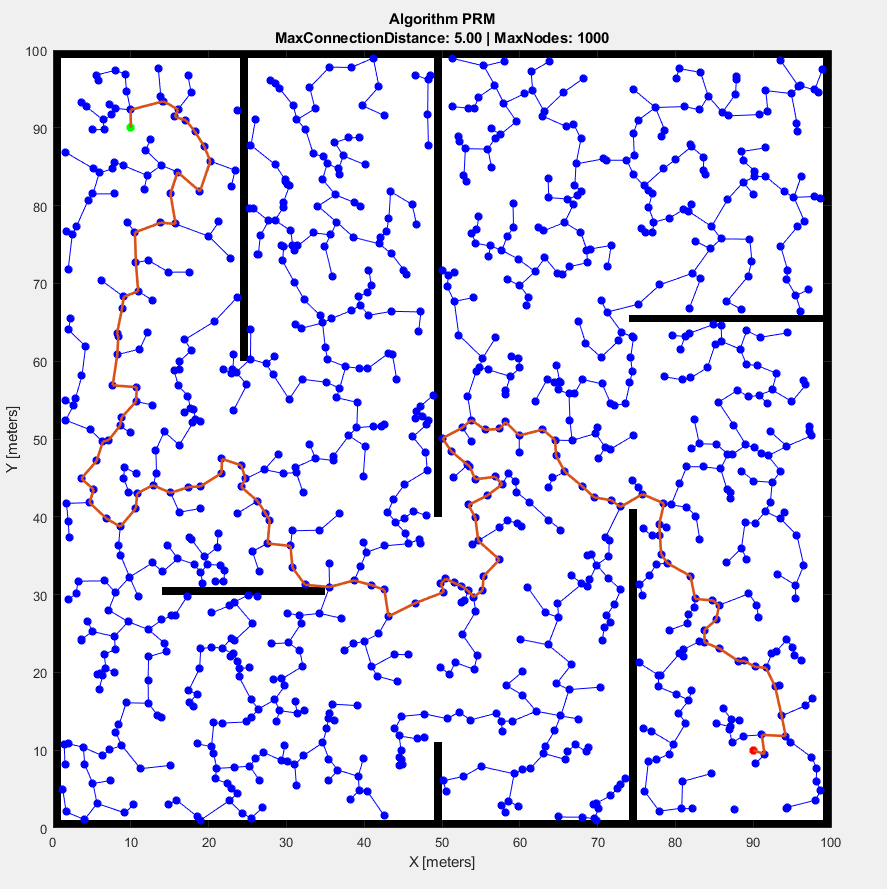 Algorithm PRM
MaxConnectionDistance: 5.00 | MaxNodes: 1000
100
90
80
70
60
50
40
30
20
10
0
Y [meters]
0 10 20 30 40 50 60 70 80 90 100
X [meters]